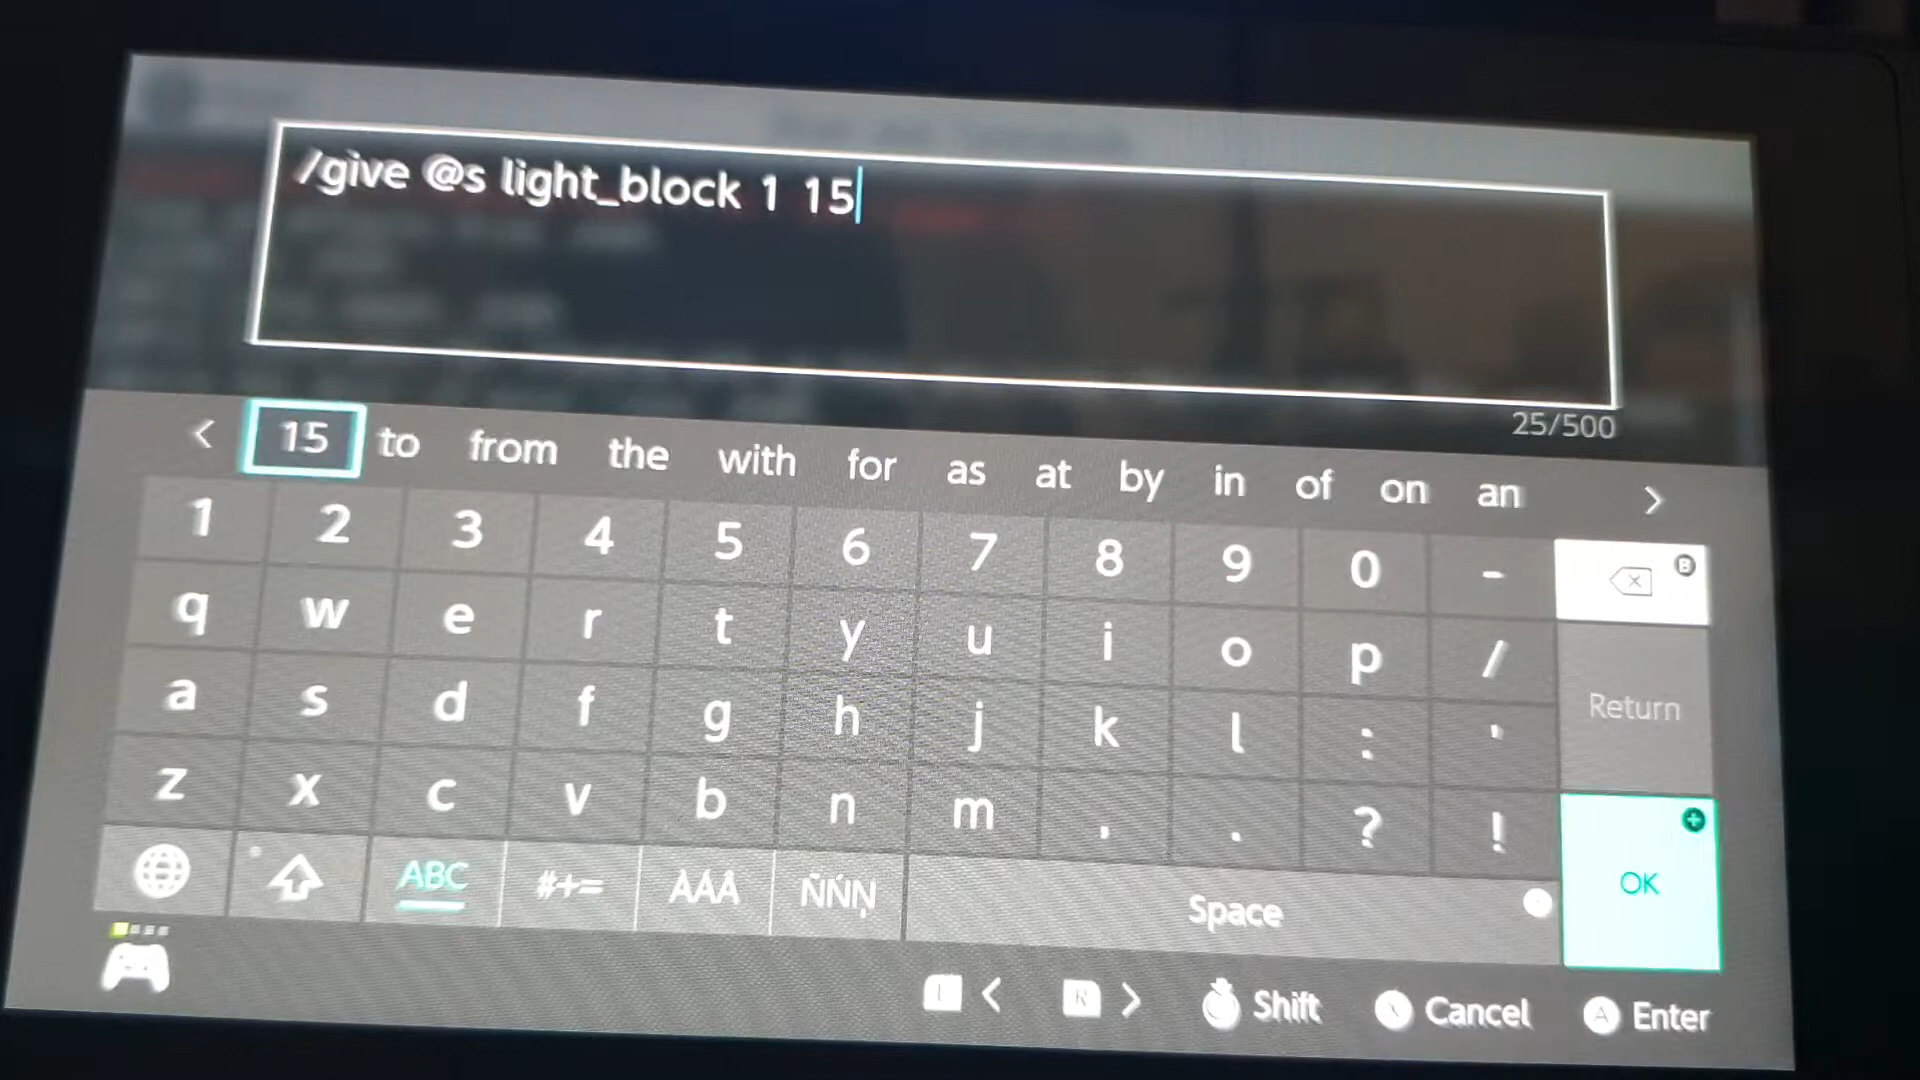 /give @s light_block 1 15
25/500
< 15 to from the with for as at by in of on an >
1 2 3 4 5 6 7 8 9 0 -
B
q w e r t y u i o p /
Return
a s d f g h j k l : '
z x c v b n m , . ? !
ABC #+= ÀÁÂ ÑŃŅ Space
OK
L < R > Shift Cancel A Enter